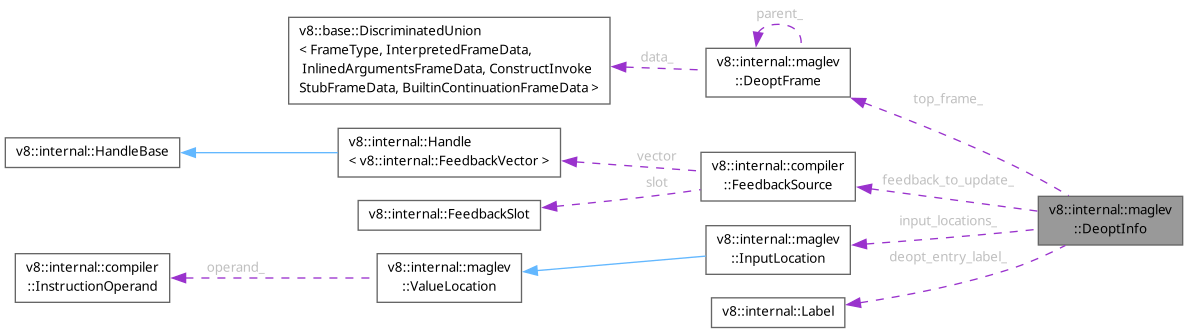 parent_
v8::base::DiscriminatedUnion
< FrameType, InterpretedFrameData,
InlinedArgumentsFrameData, ConstructInvoke
StubFrameData, BuiltinContinuationFrameData >
data_
v8::internal::maglev
::DeoptFrame
top_frame_
v8::internal::HandleBase
v8::internal::Handle
< v8::internal::FeedbackVector >
vector
slot
v8::internal::compiler
::FeedbackSource
feedback_to_update_
v8::internal::FeedbackSlot
v8::internal::maglev
::DeoptInfo
input_locations_
v8::internal::maglev
::InputLocation
deopt_entry_label_
v8::internal::compiler
::InstructionOperand
operand_
v8::internal::maglev
::ValueLocation
v8::internal::Label